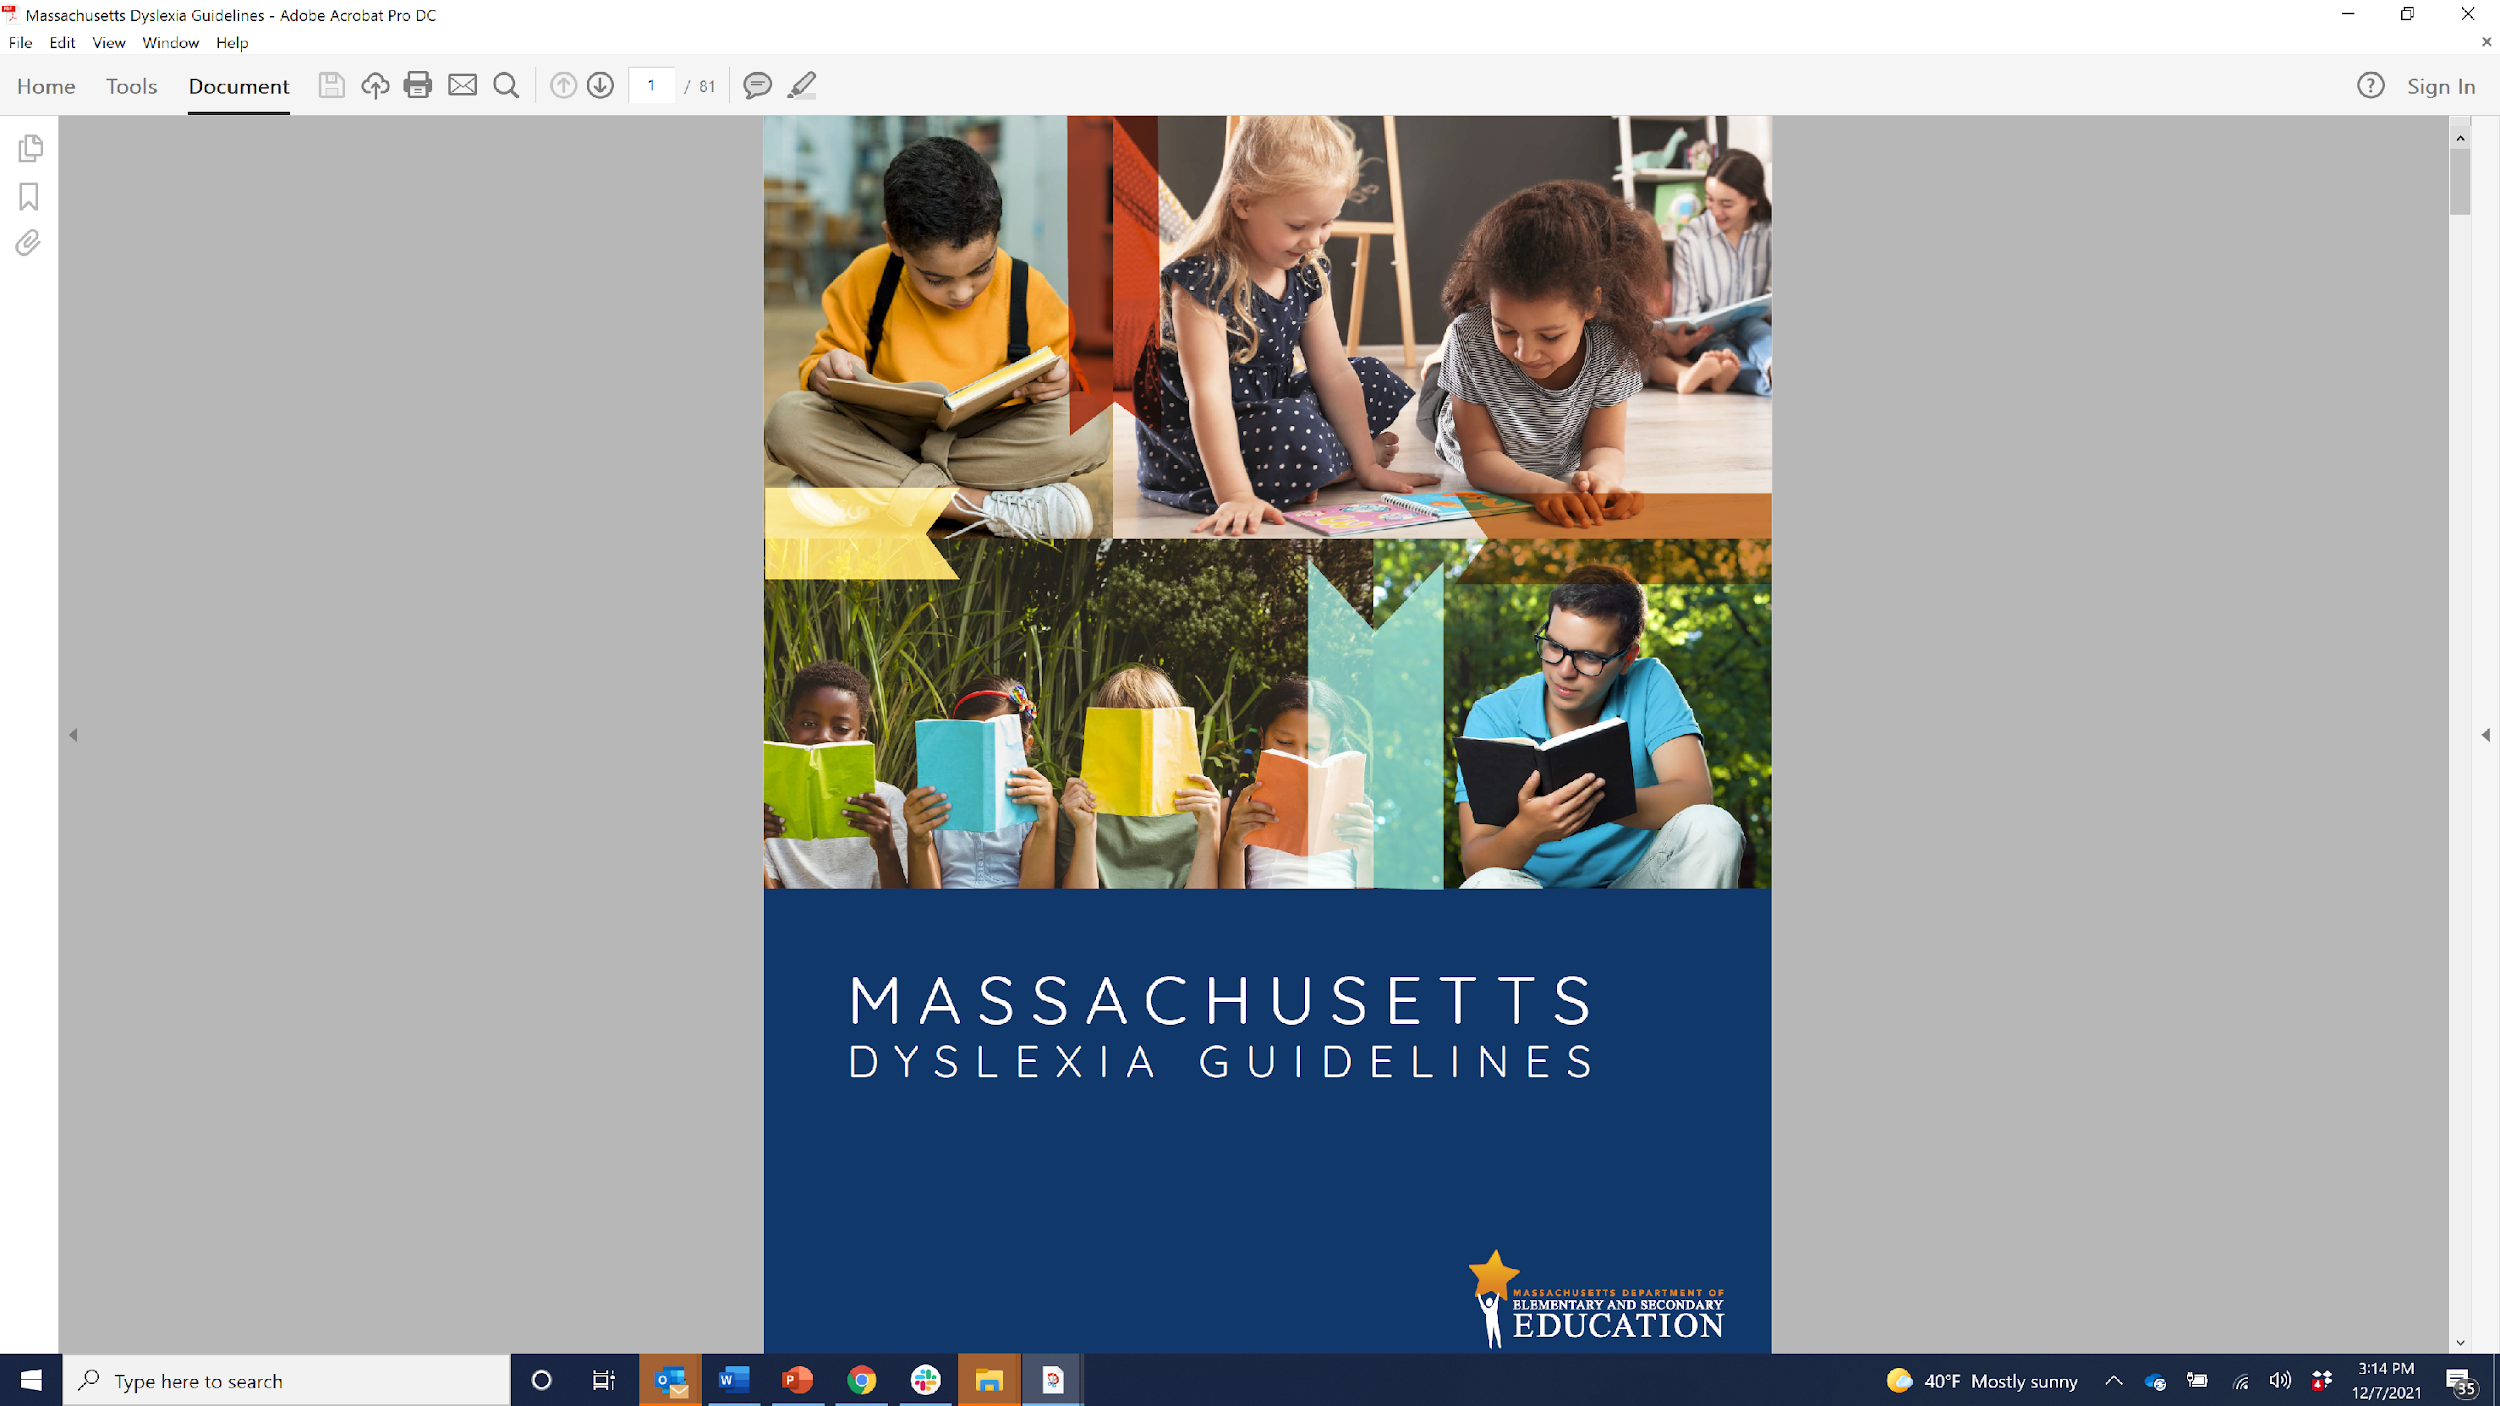 Massachusetts Dyslexia Guidelines - Adobe Acrobat Pro DC
File Edit View Window Help
Home Tools Document 1 / 81 Sign In
MASSACHUSETTS
DYSLEXIA GUIDELINES
MASSACHUSETTS DEPARTMENT OF
ELEMENTARY AND SECONDARY
EDUCATION
Type here to search
40°F Mostly sunny
3:14 PM
12/7/2021
35